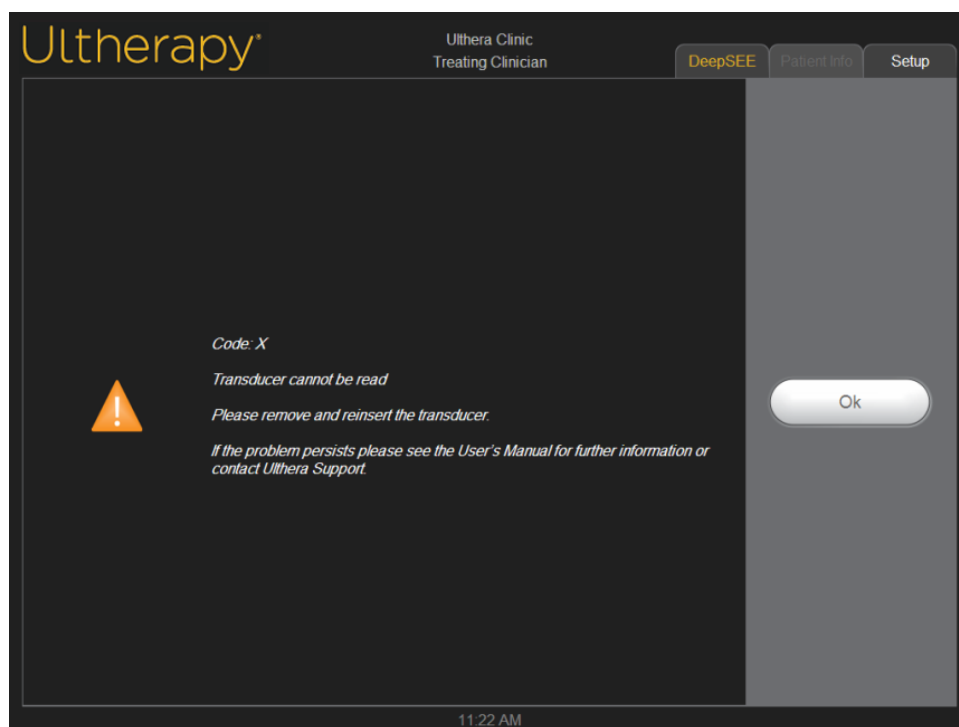 Ultherapy®
Ulthera Clinic
Treating Clinician
DeepSEE
Patient Info
Setup
Code: X
Transducer cannot be read
Please remove and reinsert the transducer.
If the problem persists please see the User's Manual for further information or
contact Ulthera Support.
Ok
11:22 AM